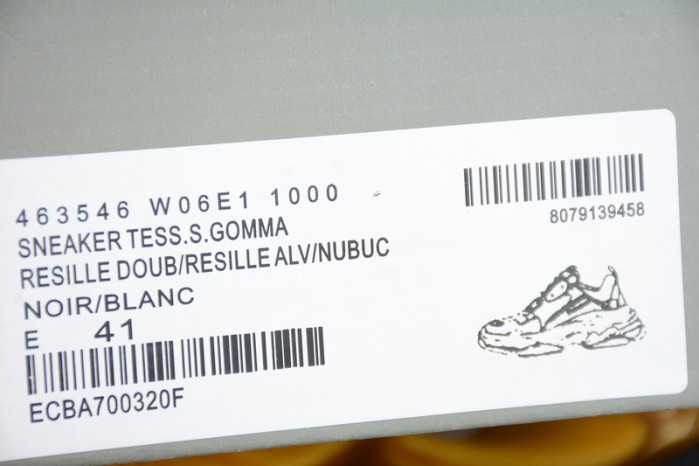 463546 W06E1 1000
SNEAKER TESS.S.GOMMA
RESILLE DOUB/RESILLE ALV/NUBUC
NOIR/BLANC
E 41
ECBA700320F
8079139458